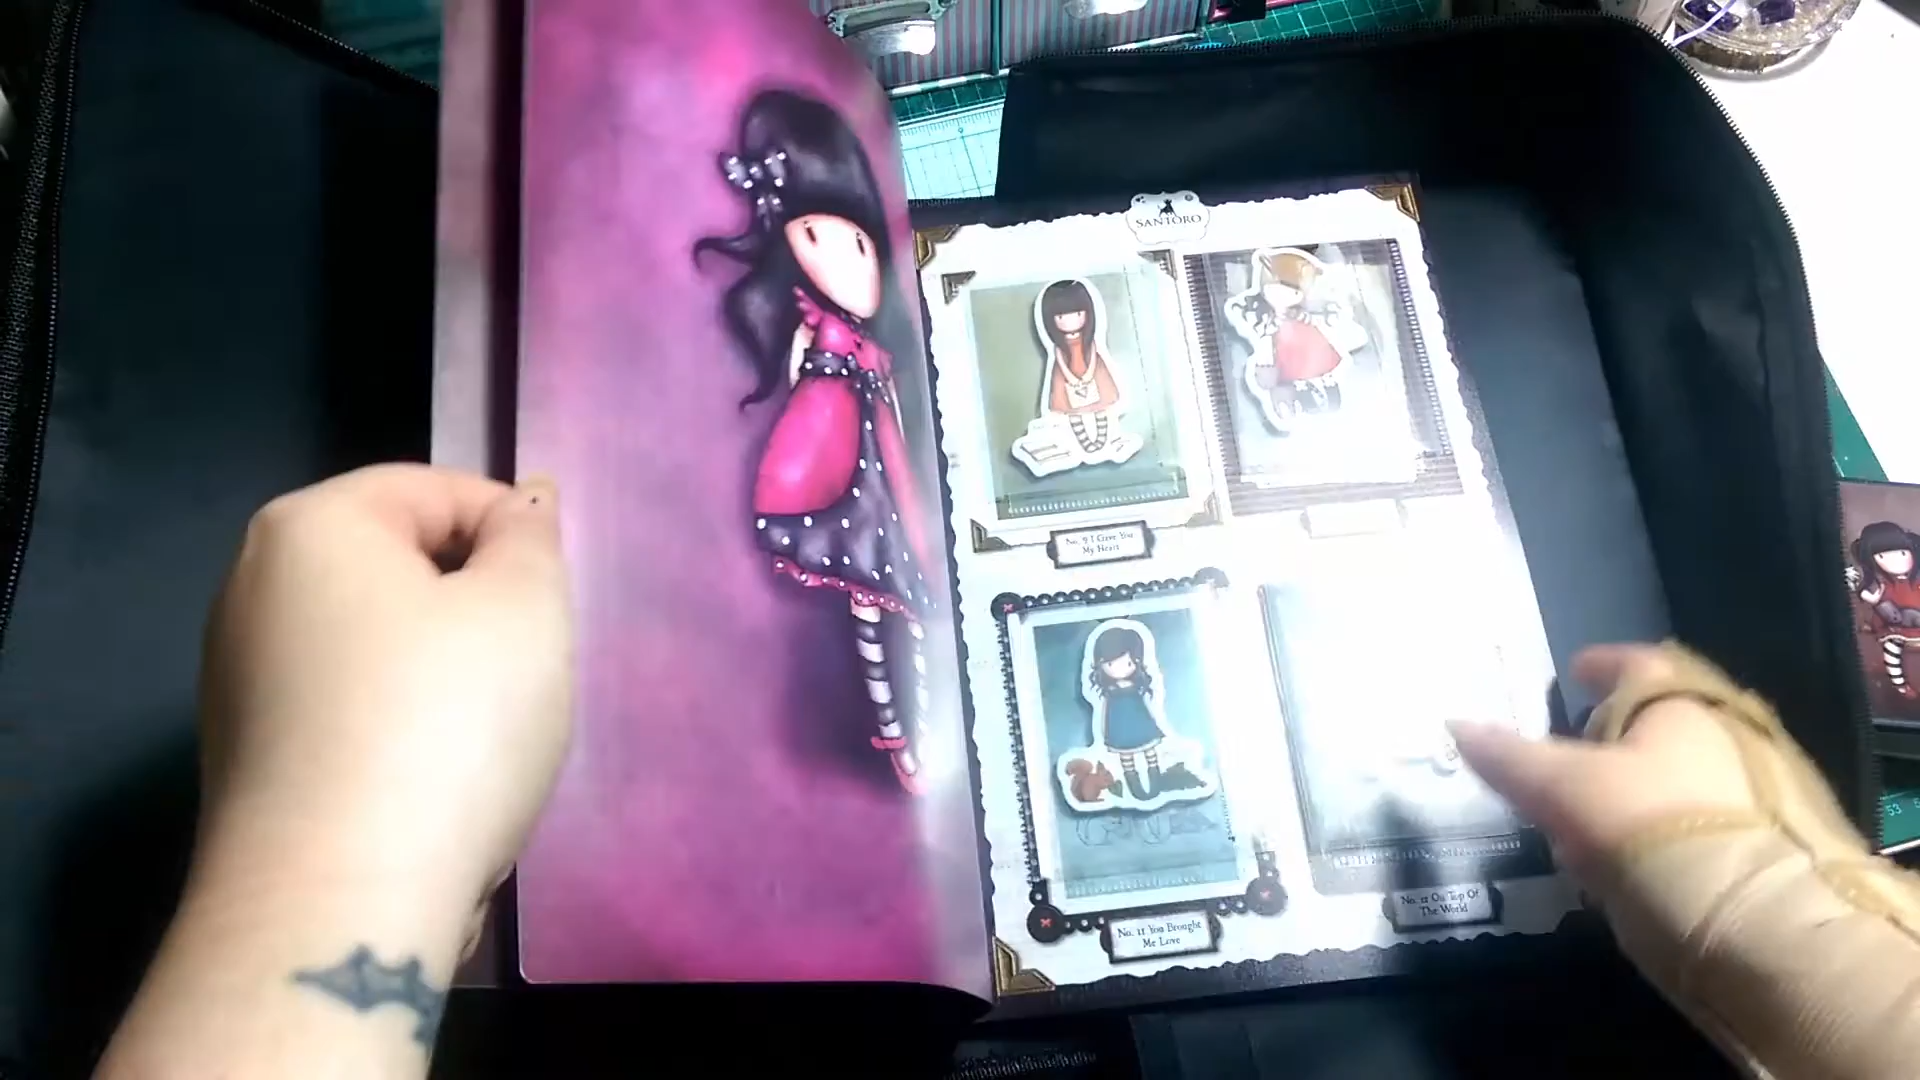 SANTORO
No. 9 I Gave You
My Heart
No. 11 You Brought
Me Love
No. 12 On Top Of
The World
53